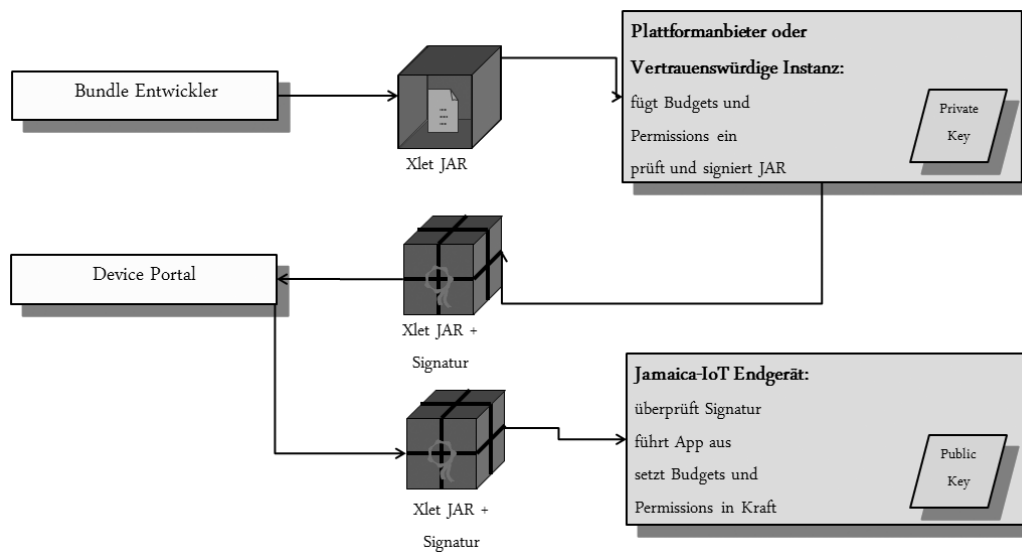 Bundle Entwickler
Xlet JAR
Plattformanbieter oder
Vertrauenswürdige Instanz:
fügt Budgets und
Permissions ein
prüft und signiert JAR
Private
Key
Device Portal
Xlet JAR +
Signatur
Xlet JAR +
Signatur
Jamaica-IoT Endgerät:
überprüft Signatur
führt App aus
setzt Budgets und
Permissions in Kraft
Public
Key